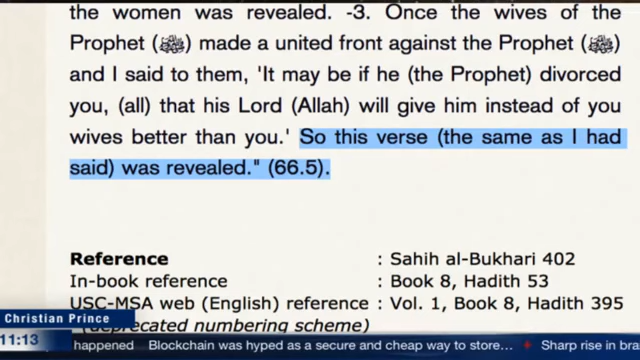 the women was revealed. -3. Once the wives of the
Prophet (ﷺ) made a united front against the Prophet (ﷺ)
and I said to them, 'It may be if he (the Prophet) divorced
you, (all) that his Lord (Allah) will give him instead of you
wives better than you.' So this verse (the same as I had
said) was revealed." (66.5).
Reference : Sahih al-Bukhari 402
In-book reference : Book 8, Hadith 53
USC-MSA web (English) reference : Vol. 1, Book 8, Hadith 395
(deprecated numbering scheme)
Christian Prince
11:13 happened Blockchain was hyped as a secure and cheap way to store... Sharp rise in bra